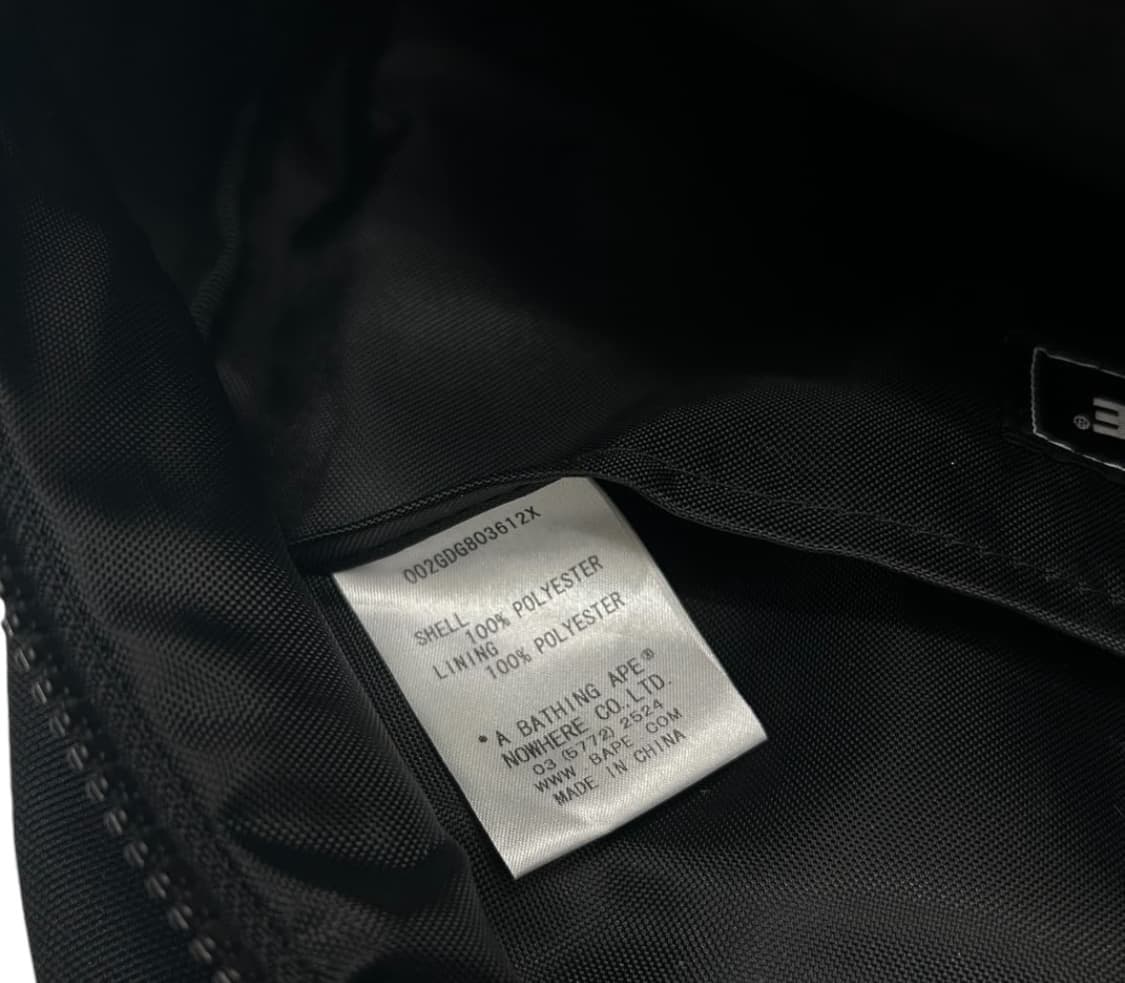 002GDG803612X
SHELL
100% POLYESTER
LINING
100% POLYESTER
* A BATHING APE®
NOWHERE CO.,LTD.
03 (5772) 2524
WWW BAPE. COM
MADE IN CHINA